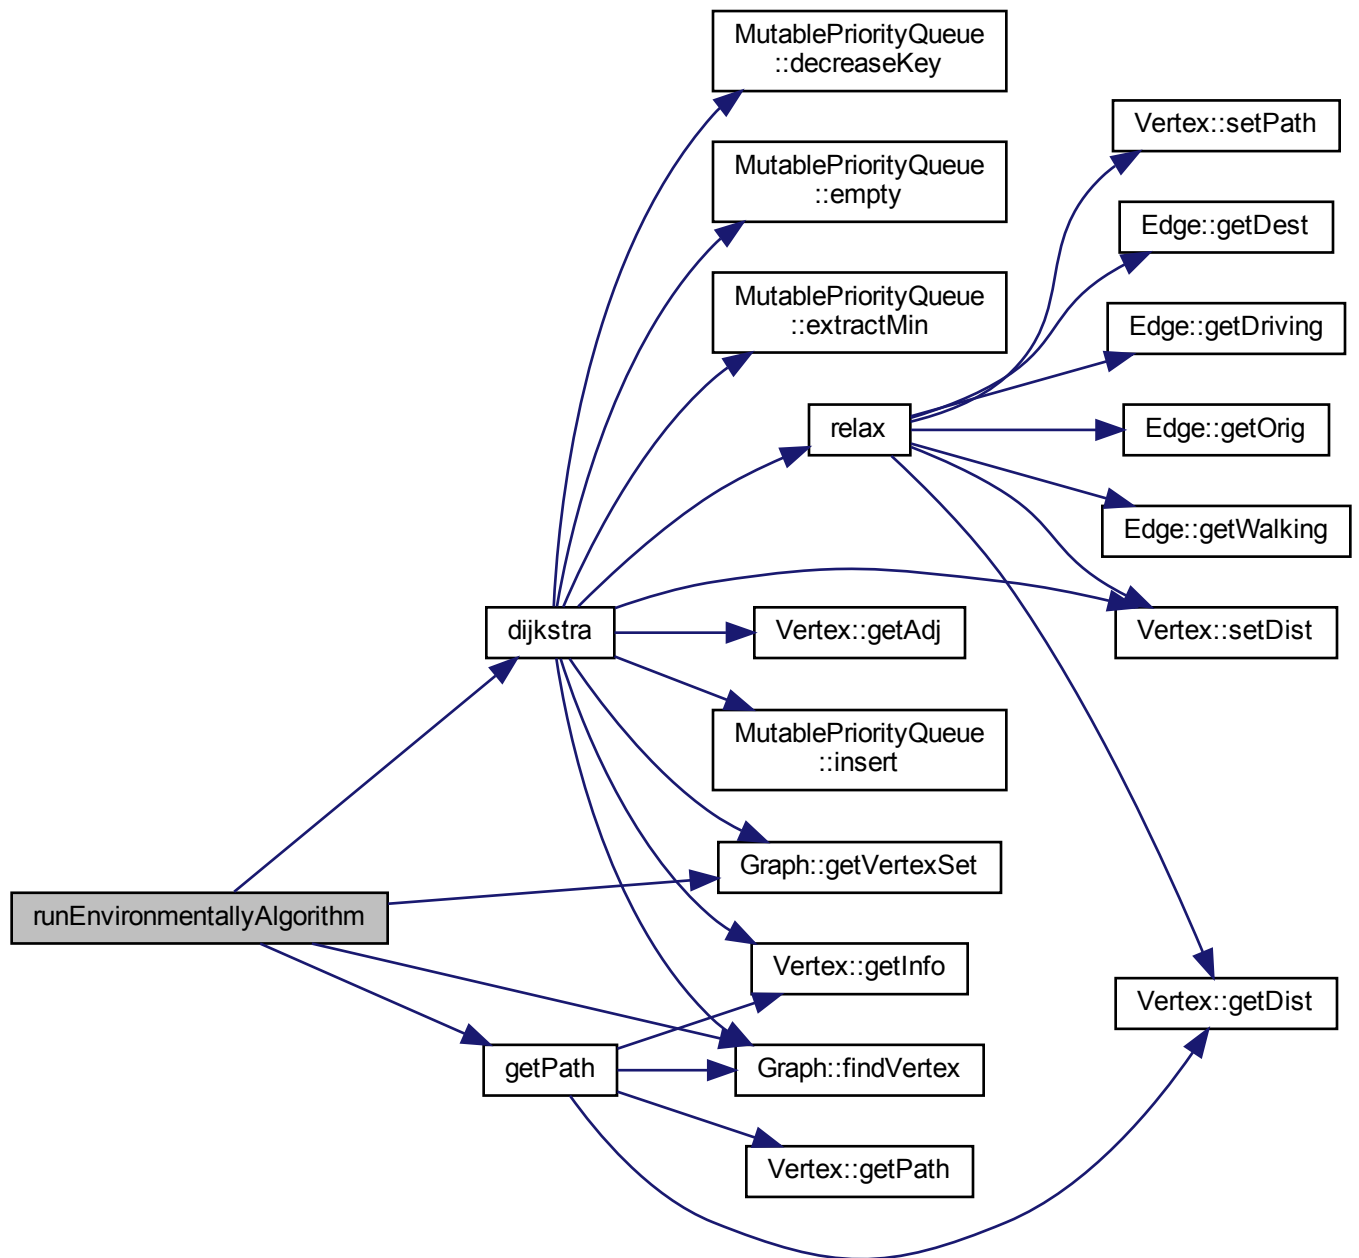 MutablePriorityQueue
::decreaseKey
Vertex::setPath
MutablePriorityQueue
::empty
Edge::getDest
MutablePriorityQueue
::extractMin
Edge::getDriving
relax
Edge::getOrig
Edge::getWalking
dijkstra
Vertex::getAdj
Vertex::setDist
MutablePriorityQueue
::insert
Graph::getVertexSet
runEnvironmentallyAlgorithm
Vertex::getInfo
Vertex::getDist
getPath
Graph::findVertex
Vertex::getPath